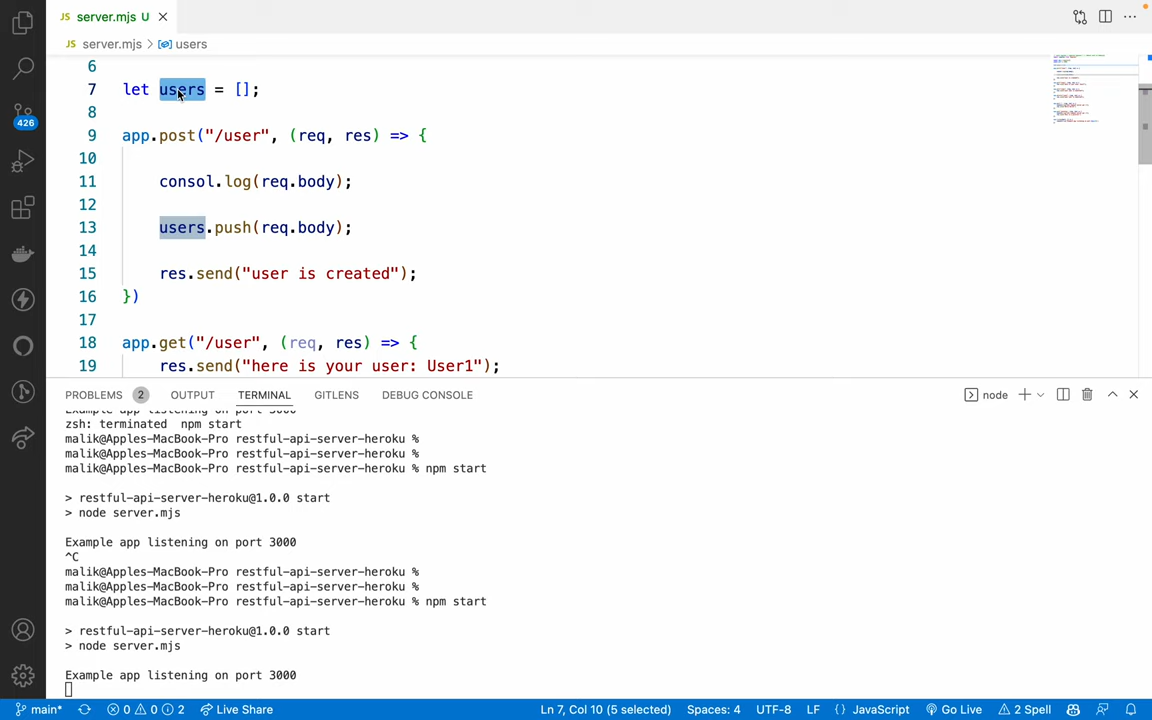 JS server.mjs U
JS server.mjs > users
6
7 let users = [];
8
9 app.post("/user", (req, res) => {
10
11 consol.log(req.body);
12
13 users.push(req.body);
14
15 res.send("user is created");
16 })
17
18 app.get("/user", (req, res) => {
19 res.send("here is your user: User1");
426
PROBLEMS 2 OUTPUT TERMINAL GITLENS DEBUG CONSOLE node
Example app listening on port 3000
zsh: terminated  npm start
malik@Apples-MacBook-Pro restful-api-server-heroku %
malik@Apples-MacBook-Pro restful-api-server-heroku %
malik@Apples-MacBook-Pro restful-api-server-heroku % npm start
> restful-api-server-heroku@1.0.0 start
> node server.mjs
Example app listening on port 3000
^C
malik@Apples-MacBook-Pro restful-api-server-heroku %
malik@Apples-MacBook-Pro restful-api-server-heroku %
malik@Apples-MacBook-Pro restful-api-server-heroku % npm start
> restful-api-server-heroku@1.0.0 start
> node server.mjs
Example app listening on port 3000
main* 0 0 2 Live Share Ln 7, Col 10 (5 selected) Spaces: 4 UTF-8 LF {} JavaScript Go Live 2 Spell